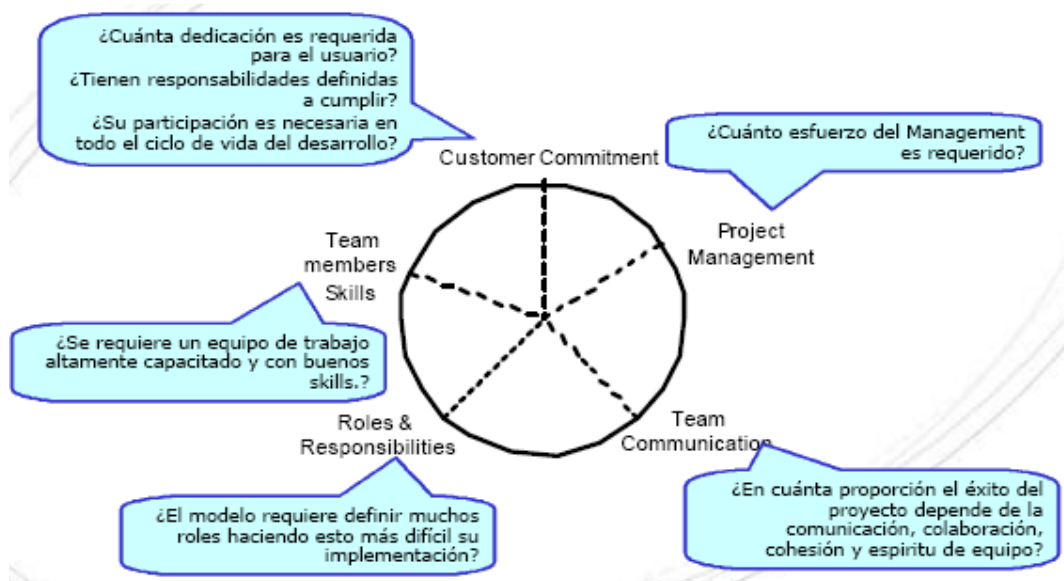 ¿Cuánta dedicación es requerida
para el usuario?
¿Tienen responsabilidades definidas
a cumplir?
¿Su participación es necesaria en
todo el ciclo de vida del desarrollo?
¿Cuánto esfuerzo del Management
es requerido?
Customer Commitment
Project
Management
Team
members
Skills
¿Se requiere un equipo de trabajo
altamente capacitado y con buenos
skills.?
Roles &
Responsibilities
Team
Communication
¿El modelo requiere definir muchos
roles haciendo esto más difícil su
implementación?
¿En cuánta proporción el éxito del
proyecto depende de la
comunicación, colaboración,
cohesión y espiritu de equipo?